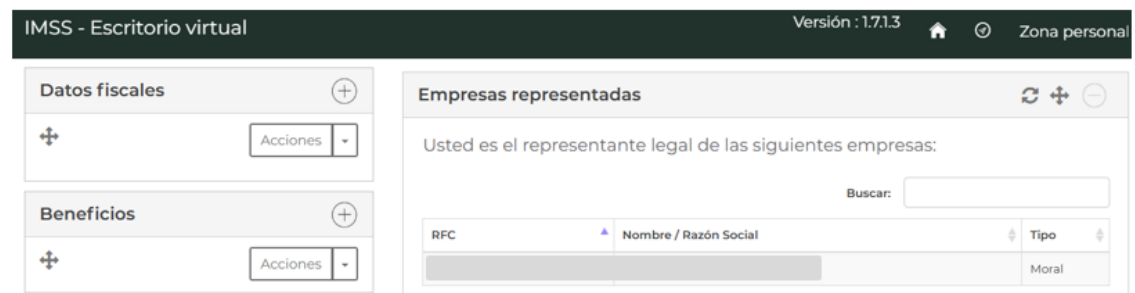 IMSS - Escritorio virtual
Versión : 1.7.1.3
Zona personal
Datos fiscales
Acciones
Beneficios
Acciones
Empresas representadas
Usted es el representante legal de las siguientes empresas:
Buscar:
RFC Nombre / Razón Social Tipo
Moral